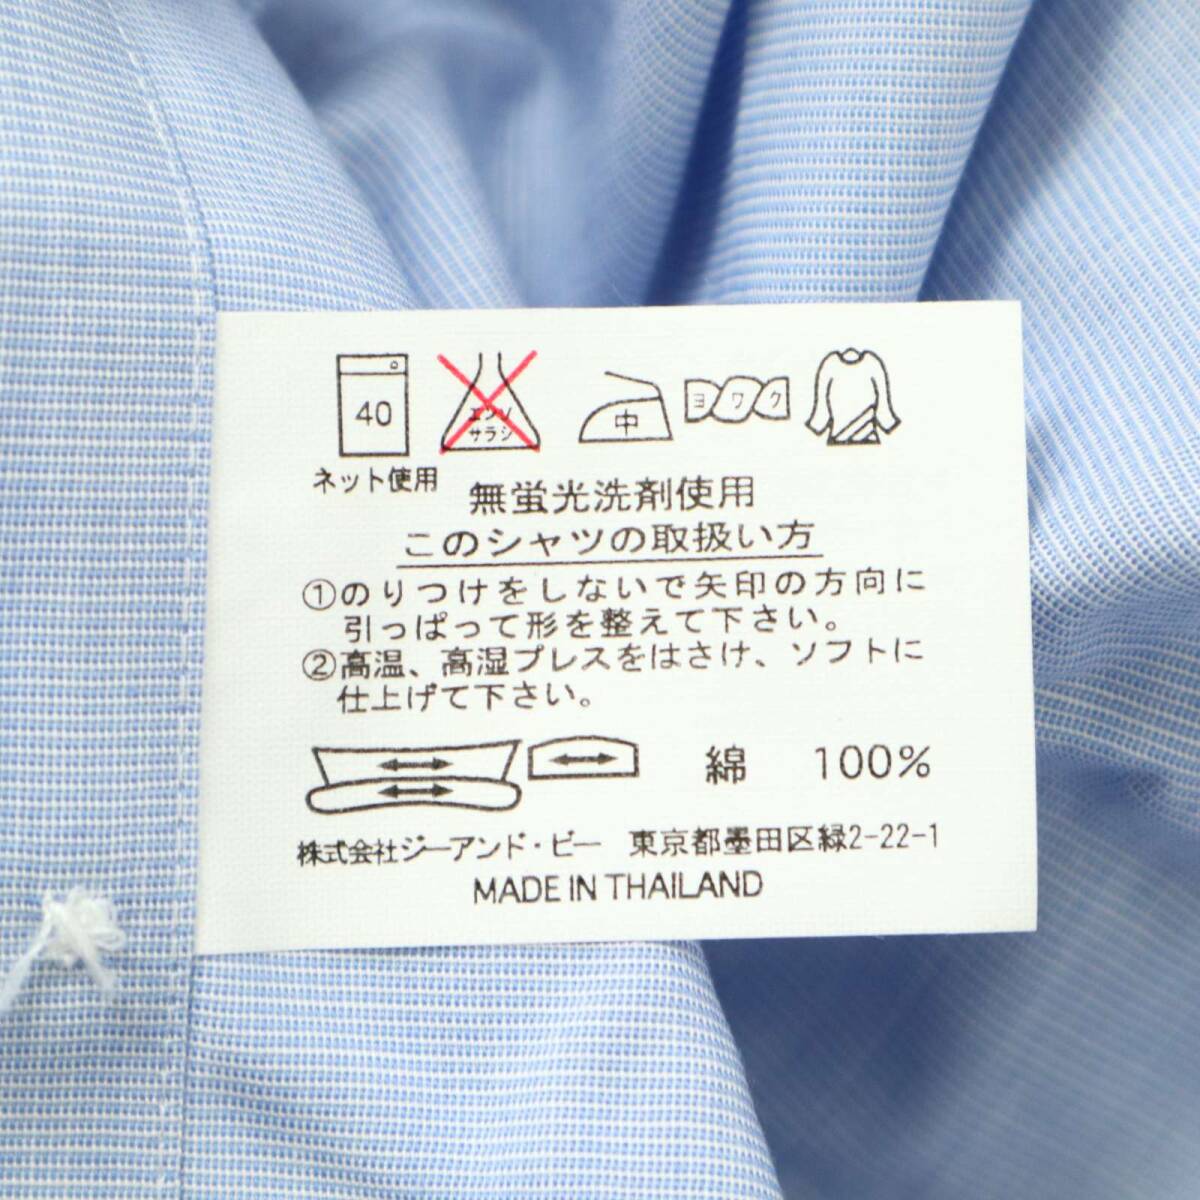 40
エンソ
サラシ
中
ヨワク
ネット使用
無蛍光洗剤使用
このシャツの取扱い方
①のりつけをしないで矢印の方向に
引っぱって形を整えて下さい。
②高温、高湿プレスをはさけ、ソフトに
仕上げて下さい。
綿 100%
株式会社ジーアンド・ビー 東京都墨田区緑2-22-1
MADE IN THAILAND